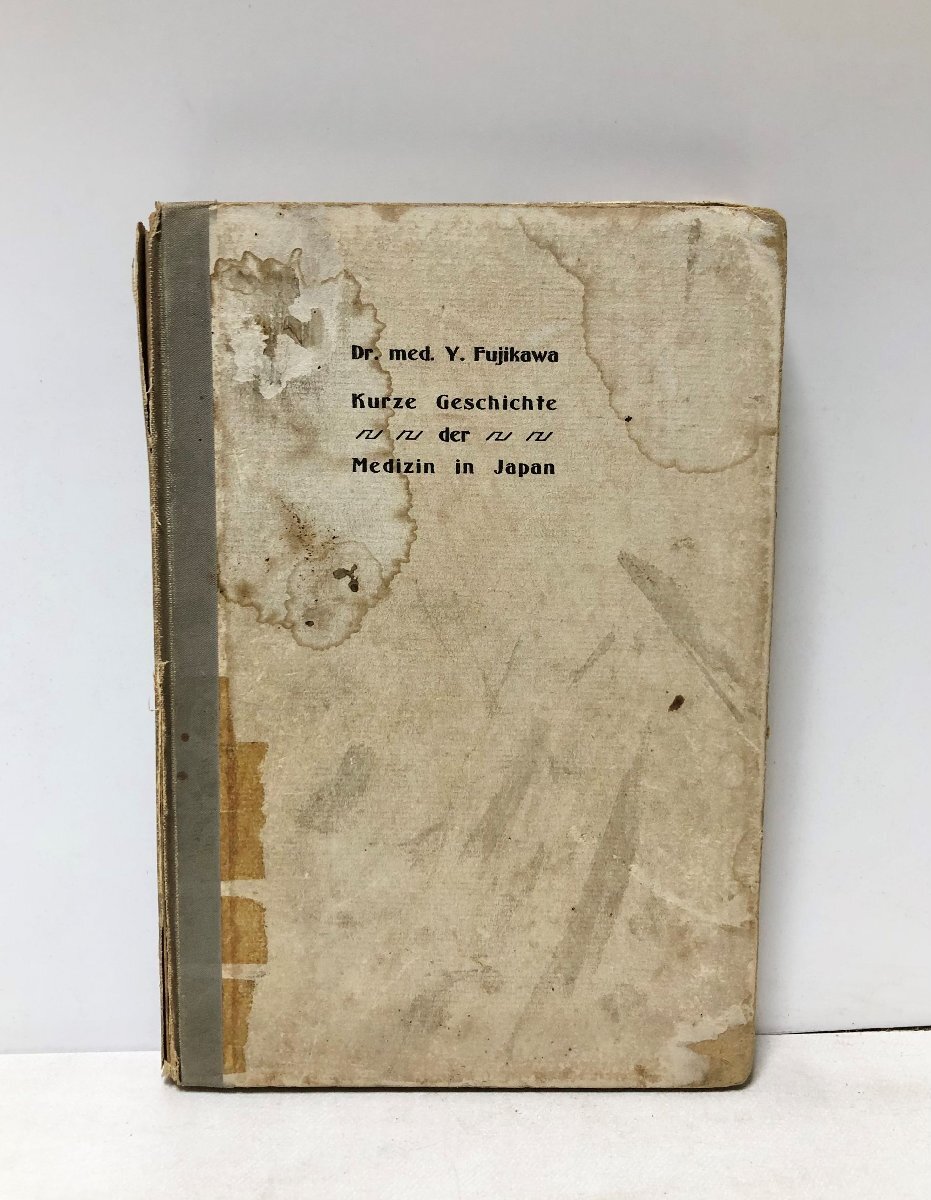 Dr. med. Y. Fujikawa
Kurze Geschichte
der
Medizin in Japan